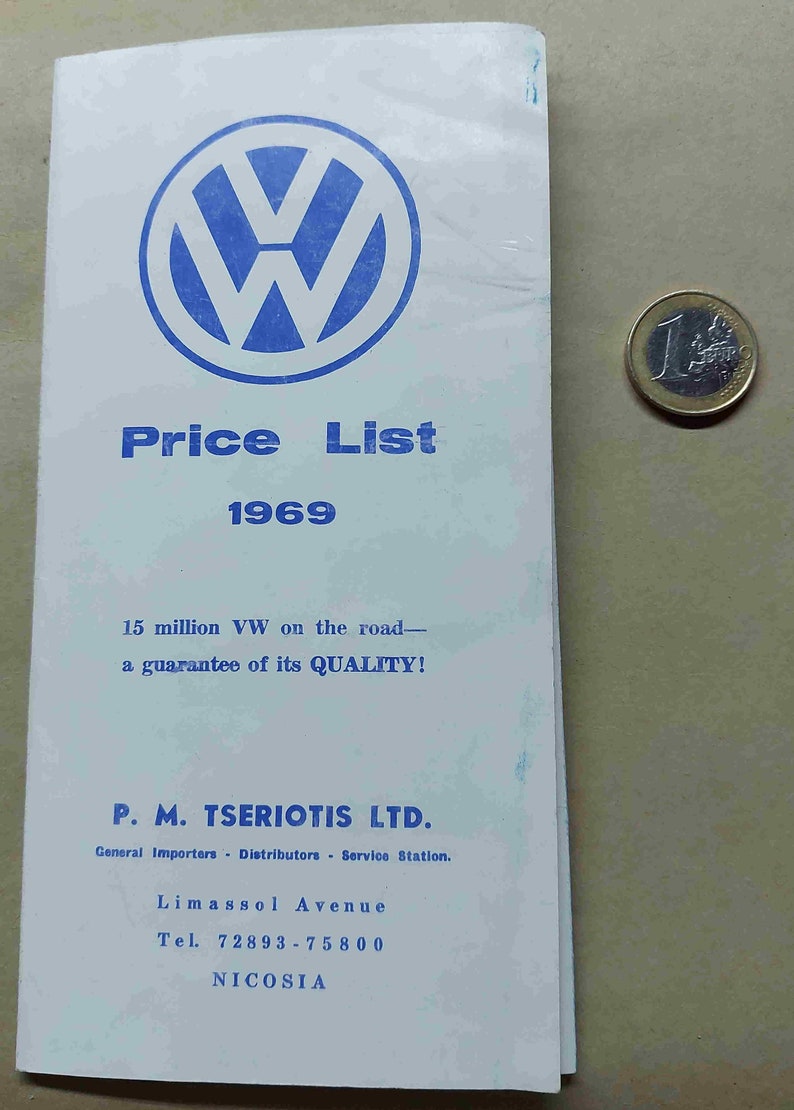 VW
Price List
1969
15 million VW on the road—
a guarantee of its QUALITY!
P. M. TSERIOTIS LTD.
General Importers - Distributors - Service Station.
Limassol Avenue
Tel. 72893-75800
NICOSIA
1 EURO